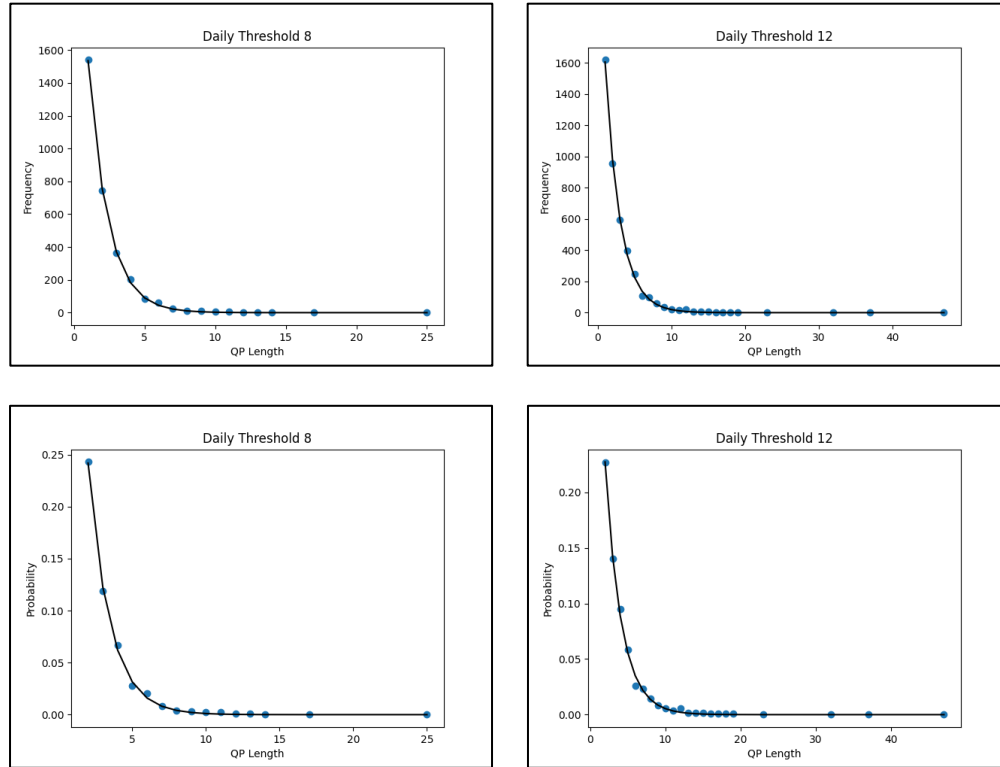 Daily Threshold 8
1600
1400
1200
1000
800
600
400
200
0
Frequency
0 5 10 15 20 25
QP Length
Daily Threshold 12
1600
1400
1200
1000
800
600
400
200
0
Frequency
0 10 20 30 40
QP Length
Daily Threshold 8
0.25
0.20
0.15
0.10
0.05
0.00
Probability
5 10 15 20 25
QP Length
Daily Threshold 12
0.20
0.15
0.10
0.05
0.00
Probability
0 10 20 30 40
QP Length